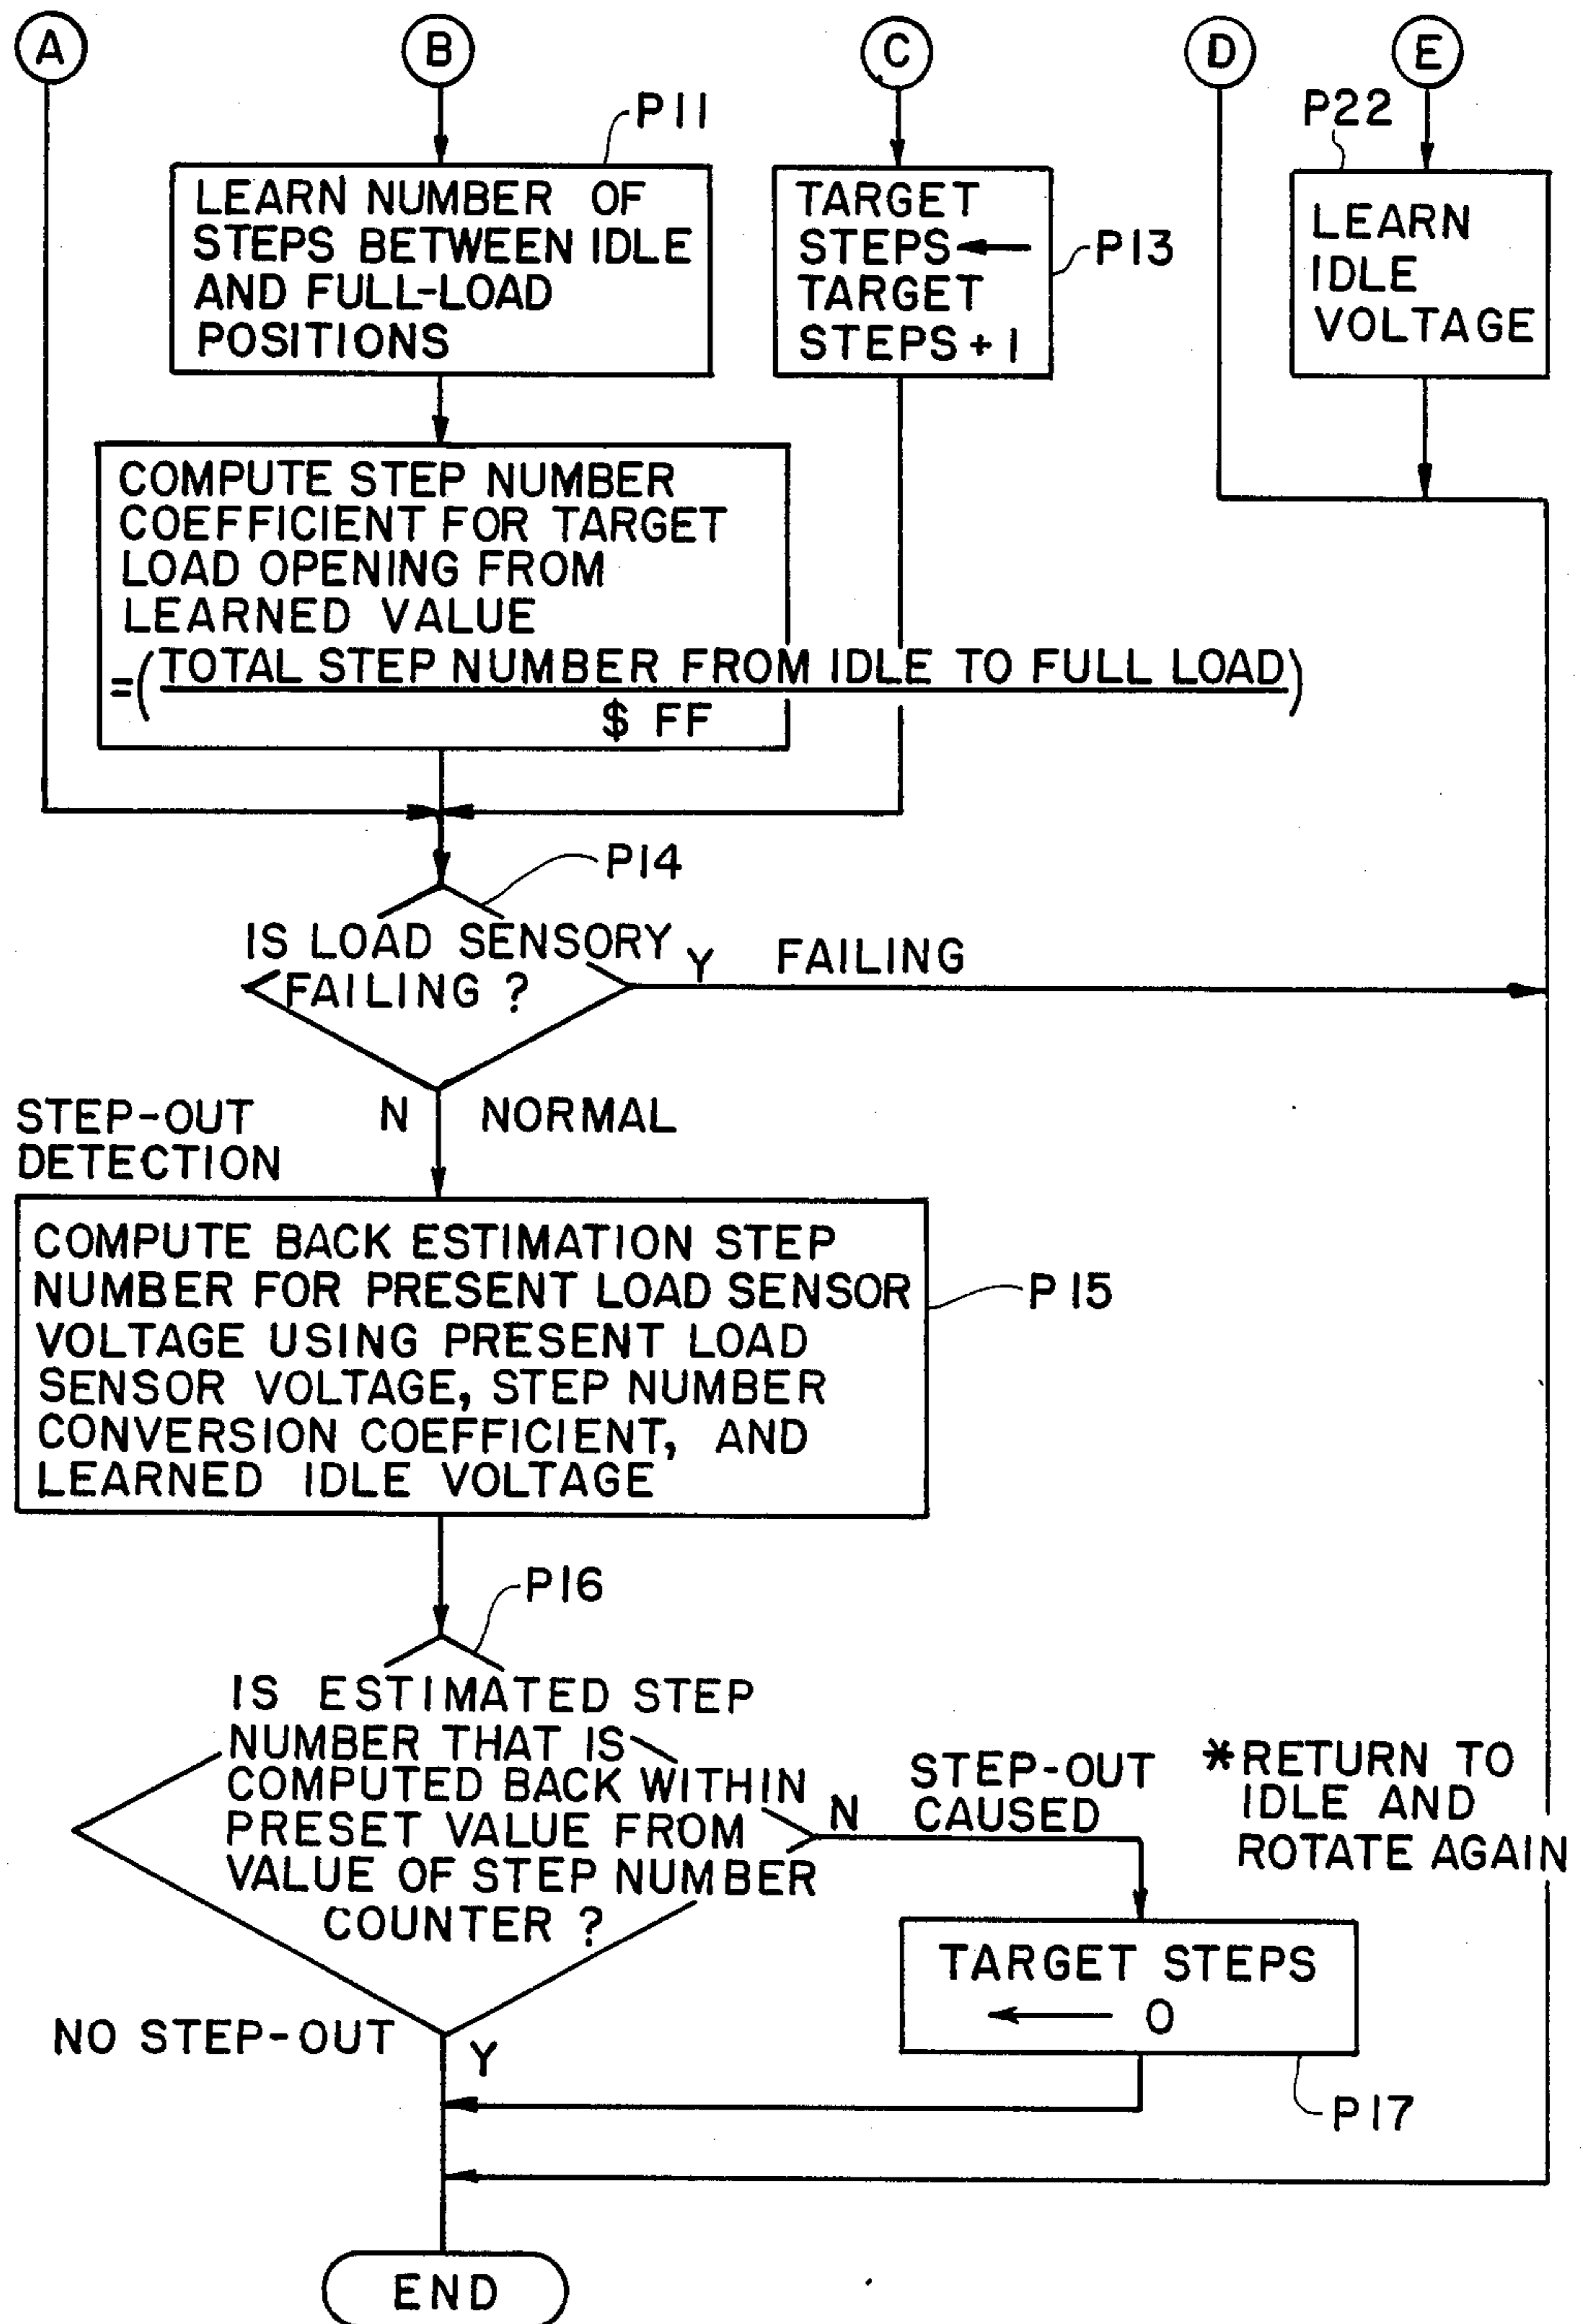 A
B
C
D
E
P11
LEARN NUMBER OF
STEPS BETWEEN IDLE
AND FULL-LOAD
POSITIONS
TARGET
STEPS ←
TARGET
STEPS + 1
P13
P22
LEARN
IDLE
VOLTAGE
COMPUTE STEP NUMBER
COEFFICIENT FOR TARGET
LOAD OPENING FROM
LEARNED VALUE
=(TOTAL STEP NUMBER FROM IDLE TO FULL LOAD)
$ FF
P14
IS LOAD SENSORY
FAILING ?
Y FAILING
N NORMAL
STEP-OUT
DETECTION
COMPUTE BACK ESTIMATION STEP
NUMBER FOR PRESENT LOAD SENSOR
VOLTAGE USING PRESENT LOAD
SENSOR VOLTAGE, STEP NUMBER
CONVERSION COEFFICIENT, AND
LEARNED IDLE VOLTAGE
P15
P16
IS ESTIMATED STEP
NUMBER THAT IS
COMPUTED BACK WITHIN
PRESET VALUE FROM
VALUE OF STEP NUMBER
COUNTER ?
N
STEP-OUT
CAUSED
*RETURN TO
IDLE AND
ROTATE AGAIN
TARGET STEPS
← 0
P17
NO STEP-OUT
Y
END